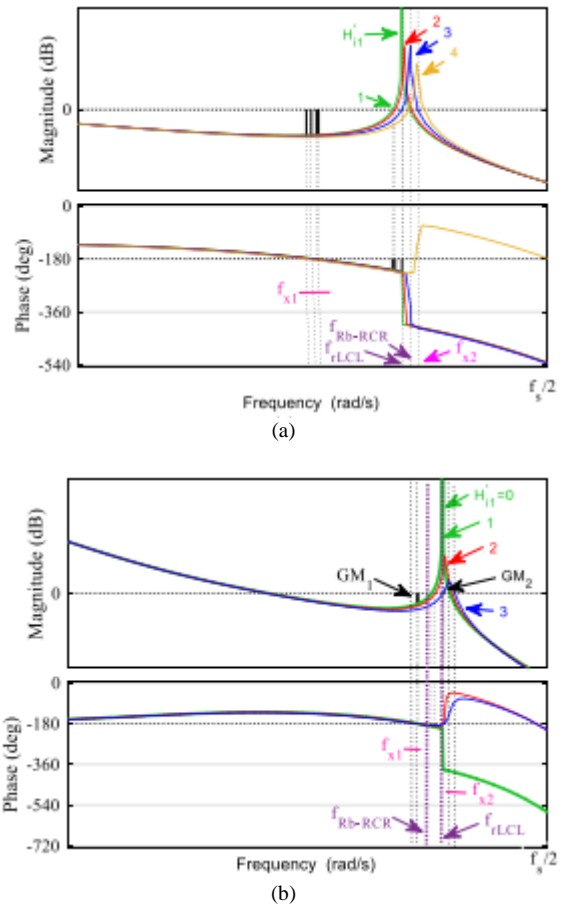 Magnitude (dB)
0
H'i1
2
3
4
1
Phase (deg)
0
-180
-360
-540
fx1
fRb-RCR
frLCL
fx2
fs/2
Frequency (rad/s)
(a)
Magnitude (dB)
0
H'i1=0
1
2
GM1
GM2
3
Phase (deg)
0
-180
-360
-540
-720
fx1
fx2
fRb-RCR
frLCL
fs/2
Frequency (rad/s)
(b)